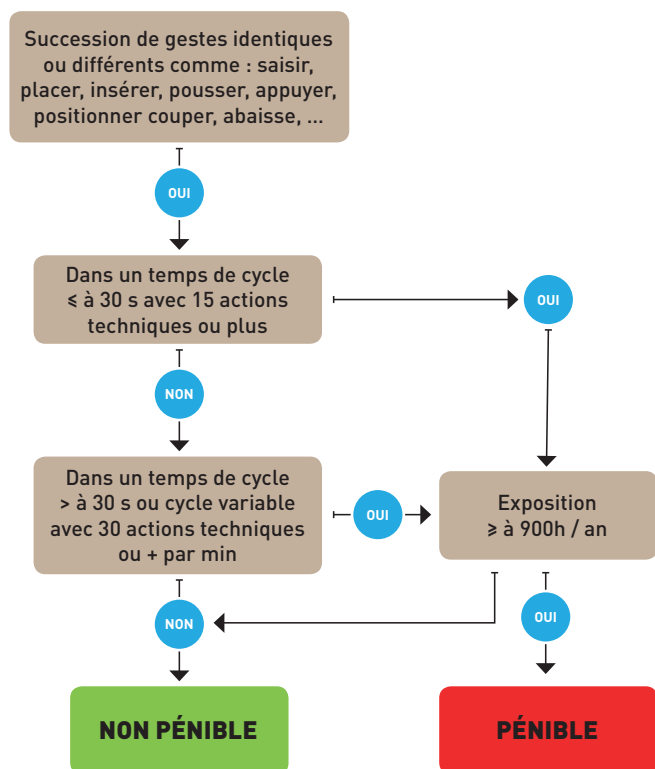 Succession de gestes identiques
ou différents comme : saisir,
placer, insérer, pousser, appuyer,
positionner couper, abaisse, ...
OUI
Dans un temps de cycle
≤ à 30 s avec 15 actions
techniques ou plus
OUI
NON
Dans un temps de cycle
> à 30 s ou cycle variable
avec 30 actions techniques
ou + par min
OUI
Exposition
≥ à 900h / an
NON
OUI
NON PÉNIBLE
PÉNIBLE